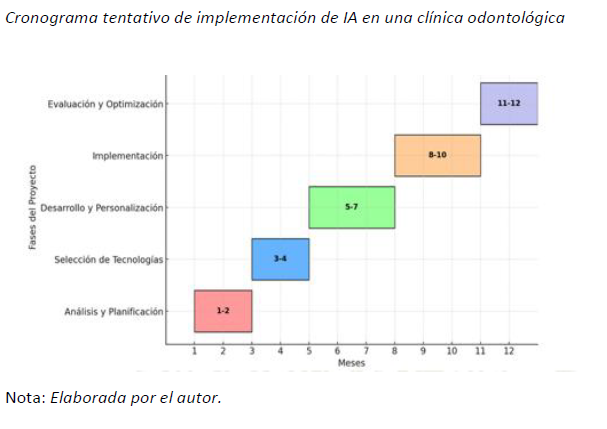 Cronograma tentativo de implementación de IA en una clínica odontológica
Evaluación y Optimización
11-12
Implementación
8-10
Desarrollo y Personalización
5-7
Selección de Tecnologías
3-4
Análisis y Planificación
1-2
Fases del Proyecto
1 2 3 4 5 6 7 8 9 10 11 12
Meses
Nota: Elaborada por el autor.